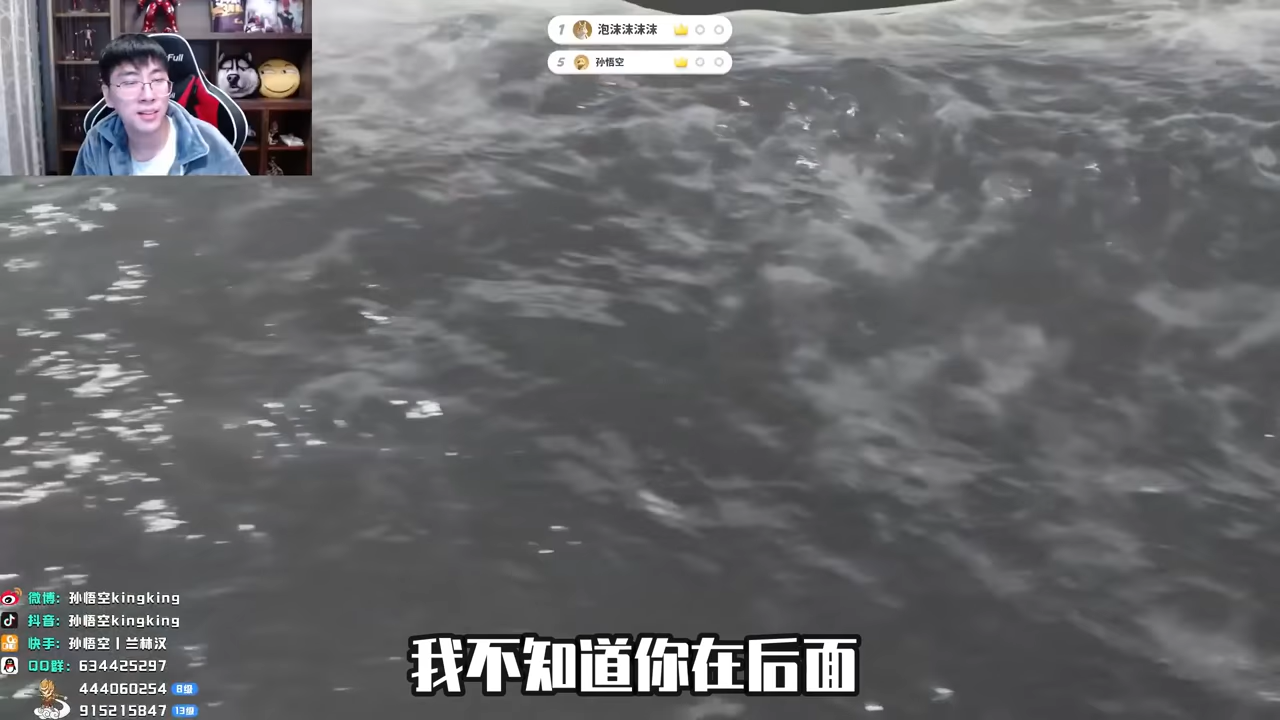 Full
1 泡沫沫沫沫
5 孙悟空
微博：孙悟空kingking
抖音：孙悟空kingking
快手：孙悟空丨兰林汉
QQ群：634425297
444060254 8级
915215847 13级
我不知道你在后面